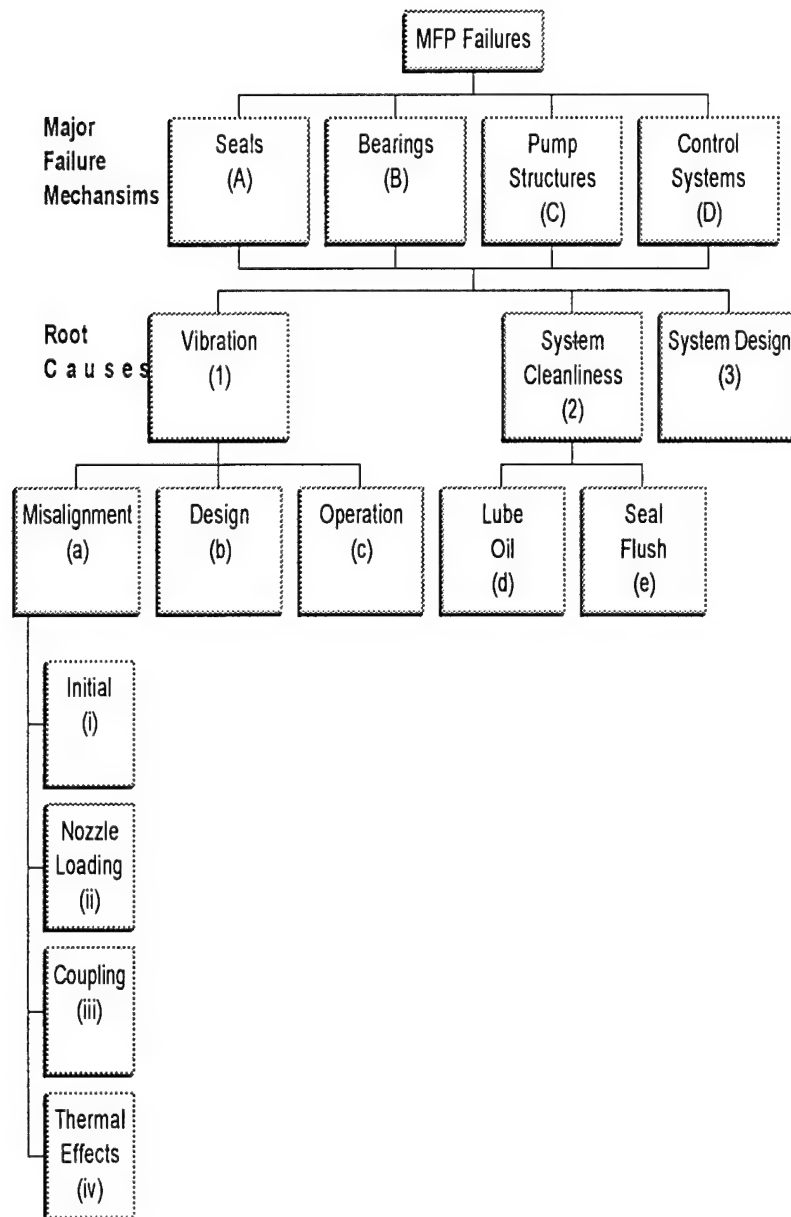 MFP Failures
Major
Failure
Mechansims
Seals
(A)
Bearings
(B)
Pump
Structures
(C)
Control
Systems
(D)
Root
Causes
Vibration
(1)
System
Cleanliness
(2)
System Design
(3)
Misalignment
(a)
Design
(b)
Operation
(c)
Lube
Oil
(d)
Seal
Flush
(e)
Initial
(i)
Nozzle
Loading
(ii)
Coupling
(iii)
Thermal
Effects
(iv)